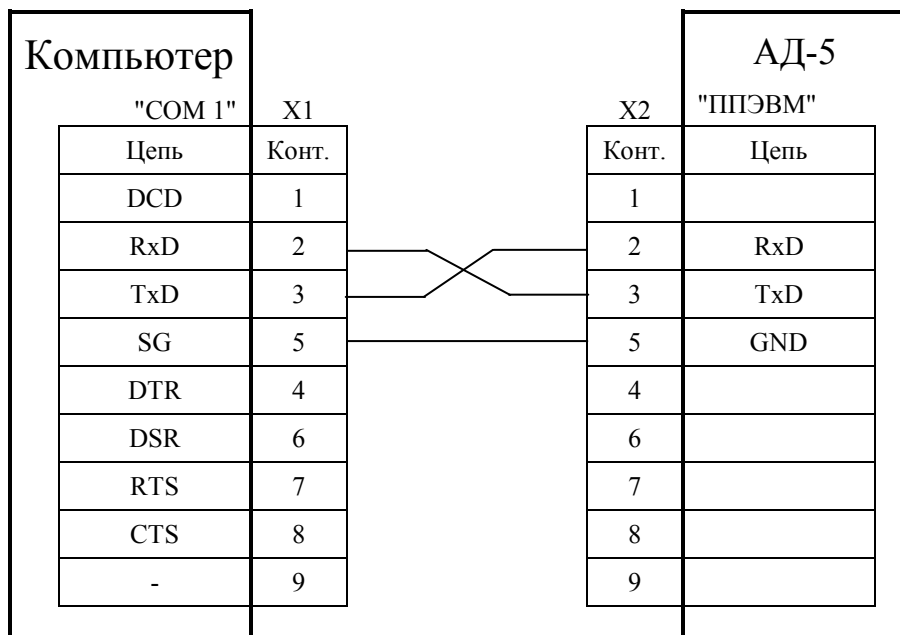 Компьютер АД-5
"COM 1" X1 X2 "ППЭВМ"
Цепь Конт. Конт. Цепь
DCD 1 1
RxD 2 2 RxD
TxD 3 3 TxD
SG 5 5 GND
DTR 4 4
DSR 6 6
RTS 7 7
CTS 8 8
- 9 9